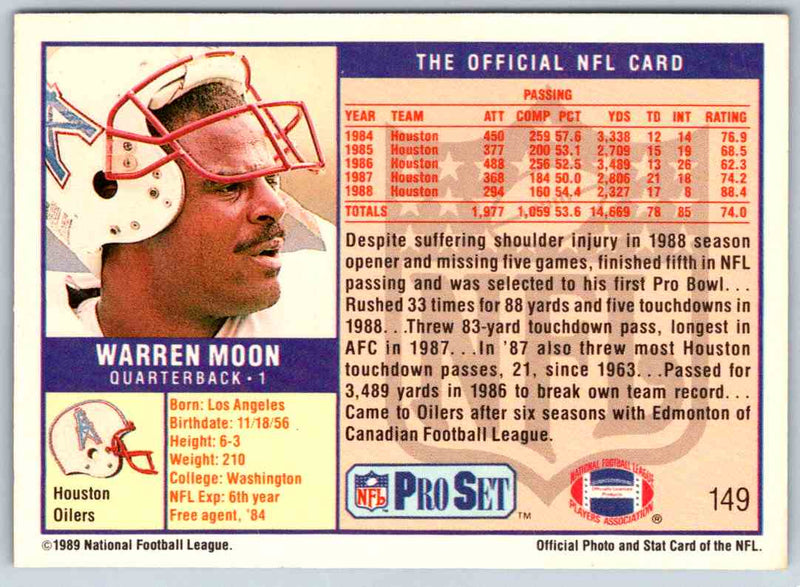 THE OFFICIAL NFL CARD
PASSING
YEAR TEAM ATT COMP PCT YDS TD INT RATING
1984 Houston 450 259 57.6 3,338 12 14 76.9
1985 Houston 377 200 53.1 2,709 15 19 68.5
1986 Houston 488 256 52.5 3,489 13 26 62.3
1987 Houston 368 184 50.0 2,806 21 18 74.2
1988 Houston 294 160 54.4 2,327 17 8 88.4
TOTALS 1,977 1,059 53.6 14,669 78 85 74.0
Despite suffering shoulder injury in 1988 season
opener and missing five games, finished fifth in NFL
passing and was selected to his first Pro Bowl...
Rushed 33 times for 88 yards and five touchdowns in
1988...Threw 83-yard touchdown pass, longest in
AFC in 1987...In '87 also threw most Houston
touchdown passes, 21, since 1963...Passed for
3,489 yards in 1986 to break own team record...
Came to Oilers after six seasons with Edmonton of
Canadian Football League.
WARREN MOON
QUARTERBACK • 1
Houston
Oilers
Born: Los Angeles
Birthdate: 11/18/56
Height: 6-3
Weight: 210
College: Washington
NFL Exp: 6th year
Free agent, '84
NFL
PRO SET™
NATIONAL FOOTBALL LEAGUE
Officially Licensed
Product
PLAYERS ASSOCIATION®
149
©1989 National Football League.
Official Photo and Stat Card of the NFL.